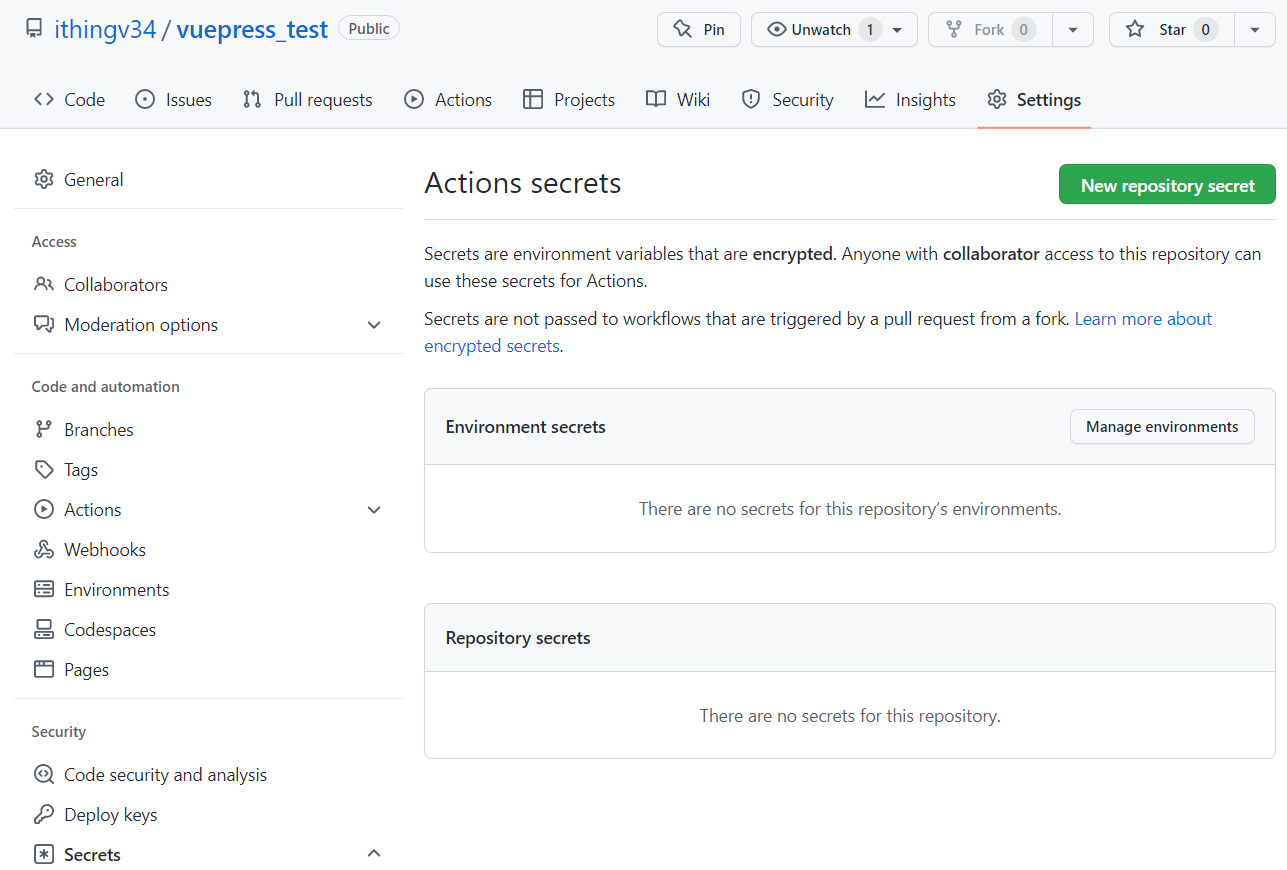 ithingv34 / vuepress_test Public
Pin Unwatch 1 Fork 0 Star 0
Code Issues Pull requests Actions Projects Wiki Security Insights Settings
General
Access
Collaborators
Moderation options
Code and automation
Branches
Tags
Actions
Webhooks
Environments
Codespaces
Pages
Security
Code security and analysis
Deploy keys
Secrets
Actions secrets
New repository secret
Secrets are environment variables that are encrypted. Anyone with collaborator access to this repository can
use these secrets for Actions.
Secrets are not passed to workflows that are triggered by a pull request from a fork. Learn more about
encrypted secrets.
Environment secrets
Manage environments
There are no secrets for this repository’s environments.
Repository secrets
There are no secrets for this repository.